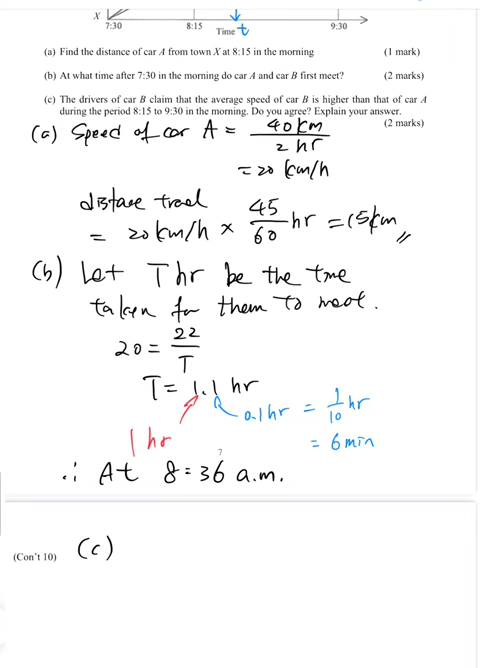 X
7:30 8:15 Time t 9:30
(a) Find the distance of car A from town X at 8:15 in the morning (1 mark)
(b) At what time after 7:30 in the morning do car A and car B first meet? (2 marks)
(c) The drivers of car B claim that the average speed of car B is higher than that of car A
during the period 8:15 to 9:30 in the morning. Do you agree? Explain your answer.
(2 marks)
(a) Speed of car A = 40 km / 2 hr
= 20 km/h
distace travel
= 20 km/h × 45/60 hr = 15 km //
(b) Let T hr be the time
taken for them to meet.
20 = 22/T
T = 1.1 hr
0.1 hr = 1/10 hr
1 hr
= 6 min
7
∴ At 8:36 a.m.
(Con't 10) (c)